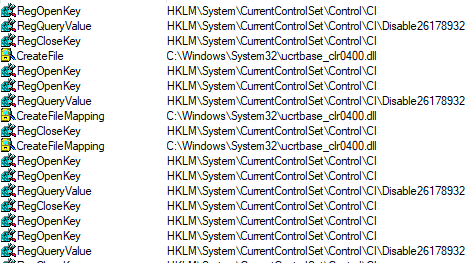 RegOpenKey HKLM\System\CurrentControlSet\Control\CI
RegQueryValue HKLM\System\CurrentControlSet\Control\CI\Disable26178932
RegCloseKey HKLM\System\CurrentControlSet\Control\CI
CreateFile C:\Windows\System32\ucrtbase_clr0400.dll
RegOpenKey HKLM\System\CurrentControlSet\Control\CI
RegOpenKey HKLM\System\CurrentControlSet\Control\CI
RegQueryValue HKLM\System\CurrentControlSet\Control\CI\Disable26178932
CreateFileMapping C:\Windows\System32\ucrtbase_clr0400.dll
RegCloseKey HKLM\System\CurrentControlSet\Control\CI
CreateFileMapping C:\Windows\System32\ucrtbase_clr0400.dll
RegOpenKey HKLM\System\CurrentControlSet\Control\CI
RegOpenKey HKLM\System\CurrentControlSet\Control\CI
RegQueryValue HKLM\System\CurrentControlSet\Control\CI\Disable26178932
RegCloseKey HKLM\System\CurrentControlSet\Control\CI
RegOpenKey HKLM\System\CurrentControlSet\Control\CI
RegOpenKey HKLM\System\CurrentControlSet\Control\CI
RegQueryValue HKLM\System\CurrentControlSet\Control\CI\Disable26178932